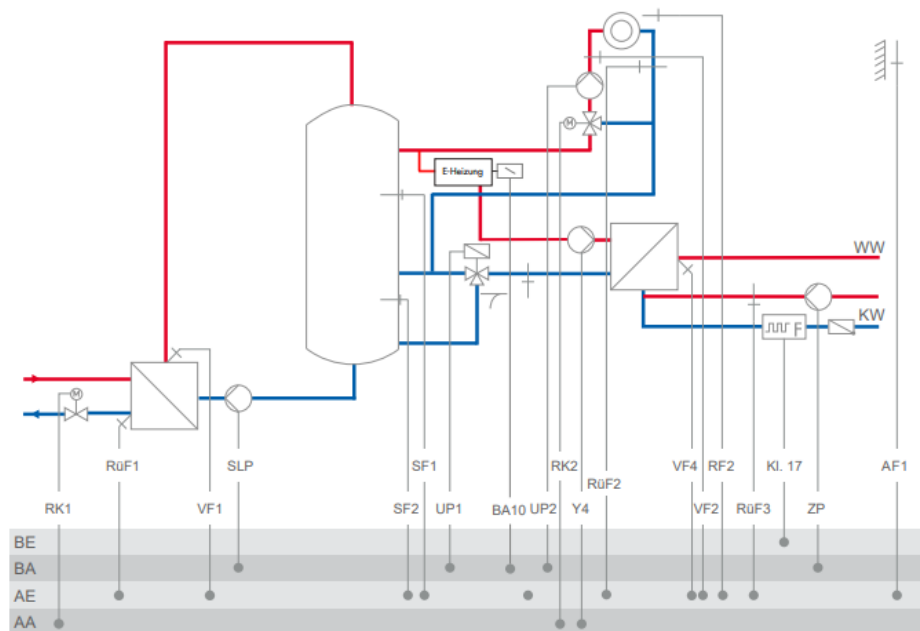 M
E-Heizung
WW
F
KW
M
RüF1
SLP
SF1
RK2
RüF2
VF4
RF2
Kl. 17
AF1
RK1
VF1
SF2
UP1
BA10
UP2
Y4
VF2
RüF3
ZP
BE
BA
AE
AA